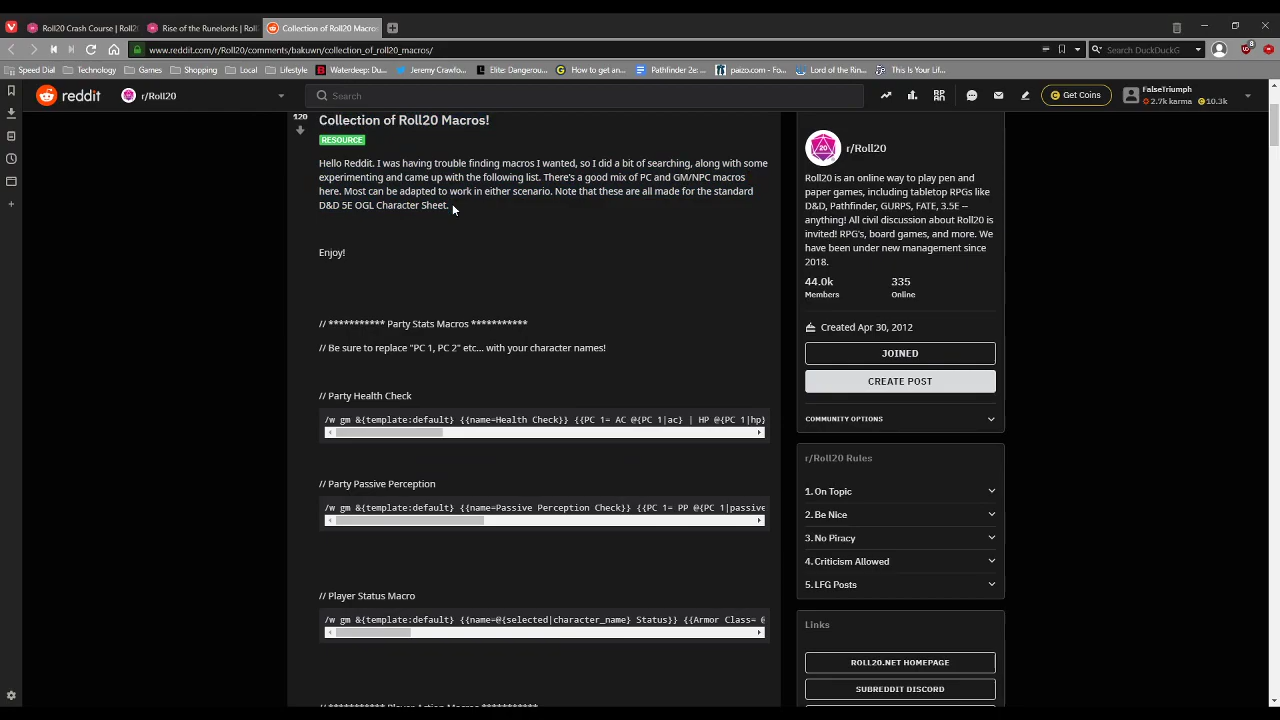 Roll20 Crash Course | Roll2
Rise of the Runelords | Roll
Collection of Roll20 Macros
www.reddit.com/r/Roll20/comments/bakuwn/collection_of_roll20_macros/
Search DuckDuckG
8
Speed Dial
Technology
Games
Shopping
Local
Lifestyle
Waterdeep: Du...
Jeremy Crawfo...
Elite: Dangerou...
How to get an...
Pathfinder 2e: ...
paizo.com - Fo...
Lord of the Rin...
This Is Your Lif...
reddit
r/Roll20
Search
Get Coins
FalseTriumph
2.7k karma 10.3k
120
Collection of Roll20 Macros!
RESOURCE
Hello Reddit. I was having trouble finding macros I wanted, so I did a bit of searching, along with some
experimenting and came up with the following list. There's a good mix of PC and GM/NPC macros
here. Most can be adapted to work in either scenario. Note that these are all made for the standard
D&D 5E OGL Character Sheet.
Enjoy!
// *********** Party Stats Macros ***********
// Be sure to replace "PC 1, PC 2" etc... with your character names!
// Party Health Check
/w gm &{template:default} {{name=Health Check}} {{PC 1= AC @{PC 1|ac} | HP @{PC 1|hp}
// Party Passive Perception
/w gm &{template:default} {{name=Passive Perception Check}} {{PC 1= PP @{PC 1|passive
// Player Status Macro
/w gm &{template:default} {{name=@{selected|character_name} Status}} {{Armor Class= @
// *********** Player Action Macros ***********
r/Roll20
Roll20 is an online way to play pen and
paper games, including tabletop RPGs like
D&D, Pathfinder, GURPS, FATE, 3.5E --
anything! All civil discussion about Roll20 is
invited! RPG's, board games, and more. We
have been under new management since
2018.
44.0k
335
Members
Online
Created Apr 30, 2012
JOINED
CREATE POST
COMMUNITY OPTIONS
r/Roll20 Rules
1. On Topic
2. Be Nice
3. No Piracy
4. Criticism Allowed
5. LFG Posts
Links
ROLL20.NET HOMEPAGE
SUBREDDIT DISCORD